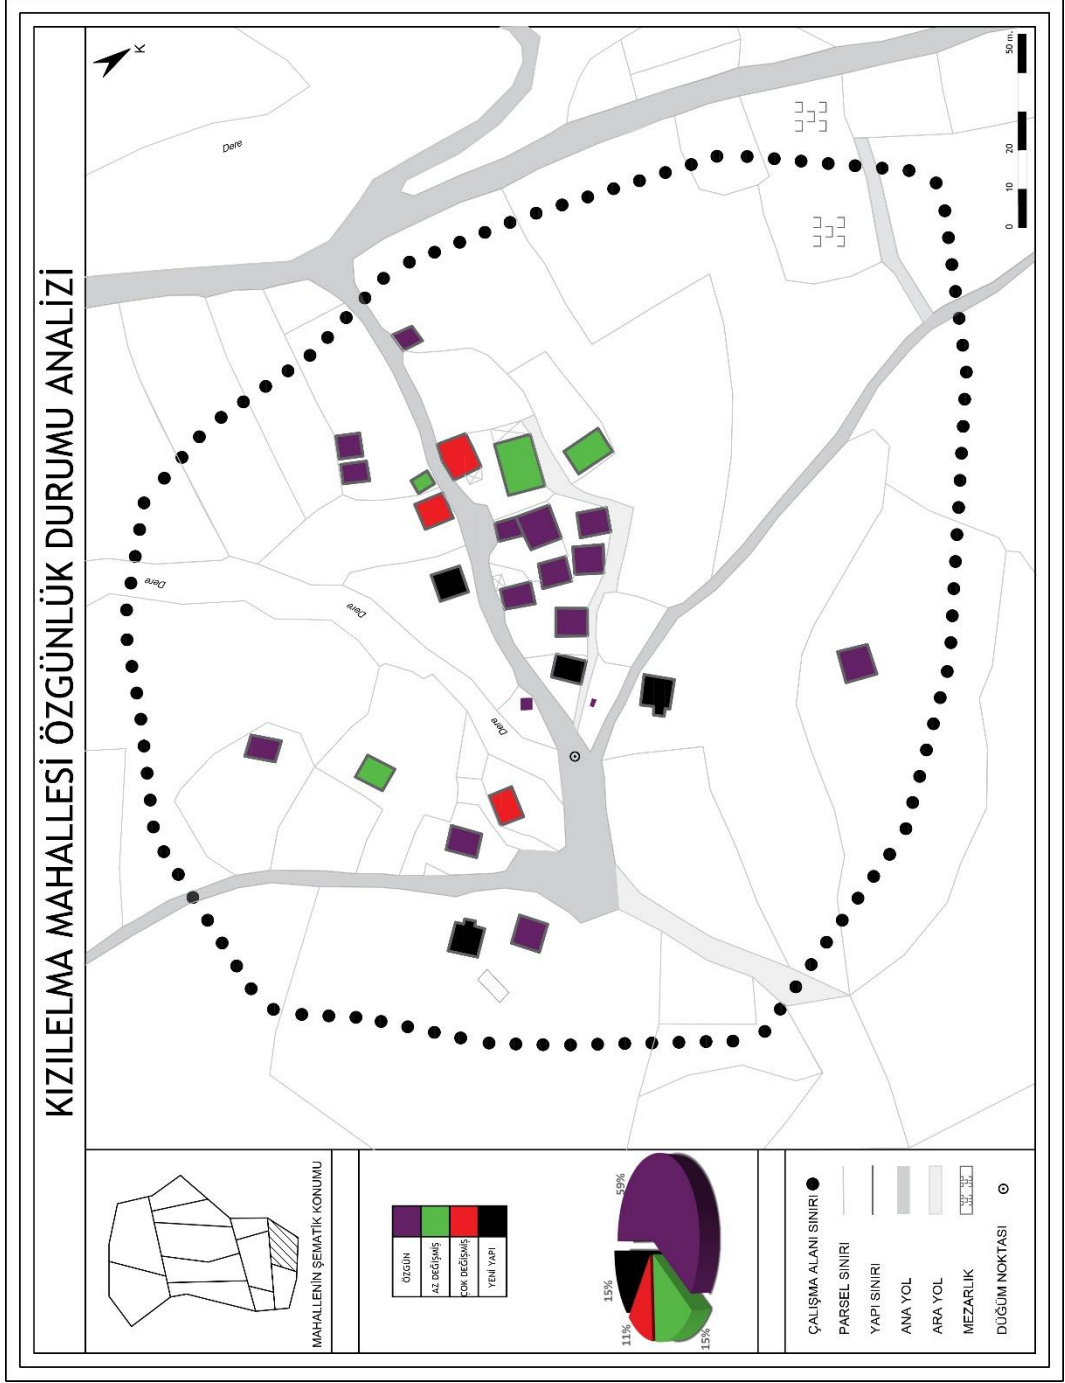 KIZILELMA MAHALLESİ ÖZGÜNLÜK DURUMU ANALİZİ
K
Dere
Dere
Dere
Dere
0 10 20 50 m.
MAHALLENİN ŞEMATİK KONUMU
ÖZGÜN
AZ DEĞİŞMİŞ
ÇOK DEĞİŞMİŞ
YENİ YAPI
59%
15%
11%
15%
ÇALIŞMA ALANI SINIRI
PARSEL SINIRI
YAPI SINIRI
ANA YOL
ARA YOL
MEZARLIK
DÜĞÜM NOKTASI